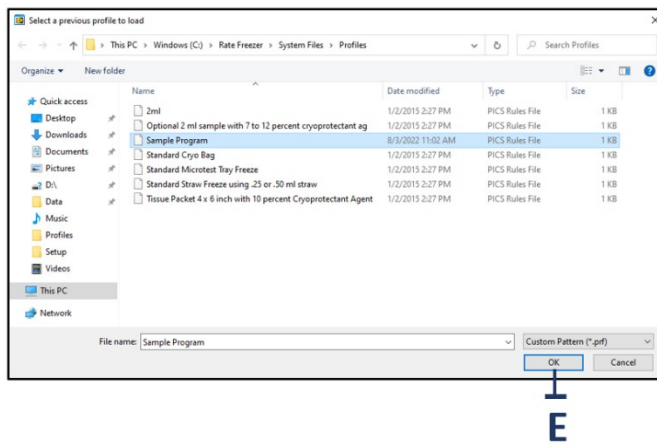 Select a previous profile to load
This PC > Windows (C:) > Rate Freezer > System Files > Profiles
Search Profiles
Organize New folder
Name Date modified Type Size
Quick access
Desktop
Downloads
Documents
Pictures
D:\
Data
Music
Profiles
Setup
Videos
This PC
Network
2ml 1/2/2015 2:27 PM PICS Rules File 1 KB
Optional 2 ml sample with 7 to 12 percent cryoprotectant ag 1/2/2015 2:27 PM PICS Rules File 1 KB
Sample Program 8/3/2022 11:02 AM PICS Rules File 1 KB
Standard Cryo Bag 1/2/2015 2:27 PM PICS Rules File 1 KB
Standard Microtest Tray Freeze 1/2/2015 2:27 PM PICS Rules File 1 KB
Standard Straw Freeze using .25 or .50 ml straw 1/2/2015 2:27 PM PICS Rules File 1 KB
Tissue Packet 4 x 6 inch with 10 percent Cryoprotectant Agent 1/2/2015 2:27 PM PICS Rules File 1 KB
File name: Sample Program Custom Pattern (*.prf)
OK Cancel
E